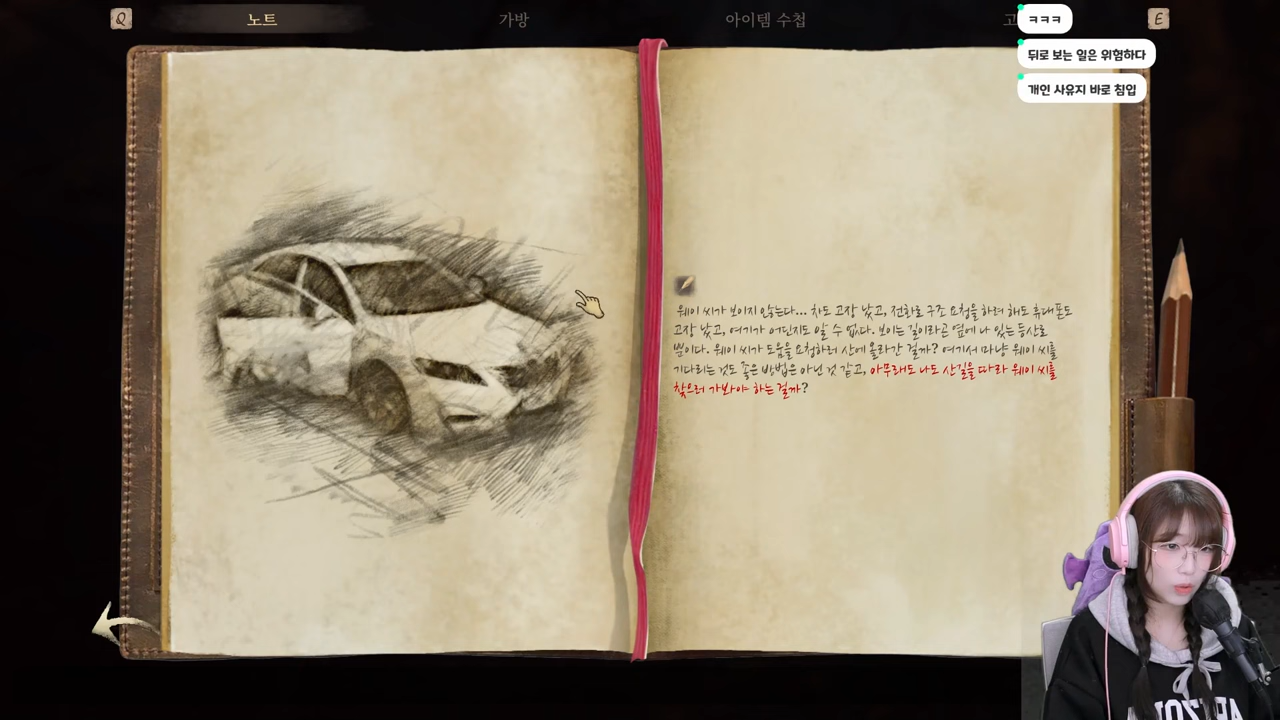 Q
노트
가방
아이템 수첩
고
E
ㅋㅋㅋ
뒤로 보는 일은 위험하다
개인 사유지 바로 침입
웨이 씨가 보이지 않는다... 차도 고장 났고, 전화로 구조 요청을 하려 해도 휴대폰도
고장 났고, 여기가 어딘지도 알 수 없다. 보이는 길이라곤 옆에 나 있는 등산로
뿐이다. 웨이 씨가 도움을 요청하러 산에 올라간 걸까? 여기서 마냥 웨이 씨를
기다리는 것도 좋은 방법은 아닌 것 같고, 아무래도 나도 산길을 따라 웨이 씨를
찾으러 가봐야 하는 걸까?